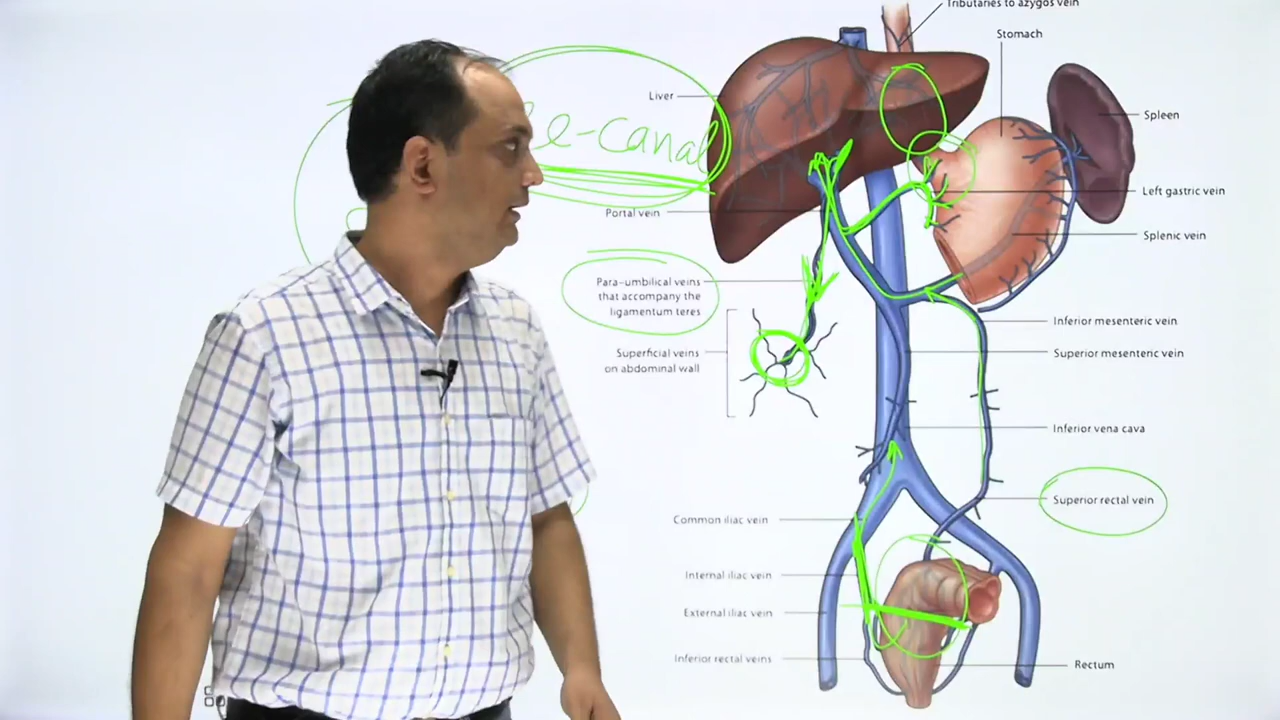 Tributaries to azygos vein
Stomach
Liver
e-canal
Spleen
Left gastric vein
Portal vein
Splenic vein
Para-umbilical veins
that accompany the
ligamentum teres
Inferior mesenteric vein
Superficial veins
on abdominal wall
Superior mesenteric vein
Inferior vena cava
Superior rectal vein
Common iliac vein
Internal iliac vein
External iliac vein
Inferior rectal veins
Rectum